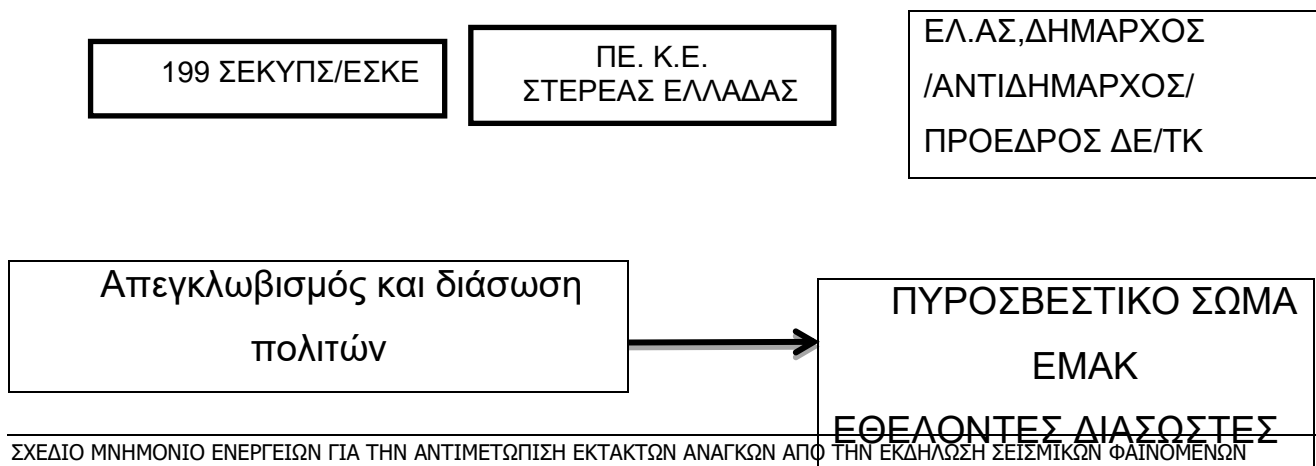 199 ΣΕΚΥΠΣ/ΕΣΚΕ
ΠΕ. Κ.Ε.
ΣΤΕΡΕΑΣ ΕΛΛΑΔΑΣ
ΕΛ.ΑΣ,ΔΗΜΑΡΧΟΣ
/ΑΝΤΙΔΗΜΑΡΧΟΣ/
ΠΡΟΕΔΡΟΣ ΔΕ/ΤΚ
Απεγκλωβισμός και διάσωση
πολιτών
ΠΥΡΟΣΒΕΣΤΙΚΟ ΣΩΜΑ
ΕΜΑΚ
ΕΘΕΛΟΝΤΕΣ ΔΙΑΣΩΣΤΕΣ
ΣΧΕΔΙΟ ΜΝΗΜΟΝΙΟ ΕΝΕΡΓΕΙΩΝ ΓΙΑ ΤΗΝ ΑΝΤΙΜΕΤΩΠΙΣΗ ΕΚΤΑΚΤΩΝ ΑΝΑΓΚΩΝ ΑΠΟ ΤΗΝ ΕΚΔΗΛΩΣΗ ΣΕΙΣΜΙΚΩΝ ΦΑΙΝΟΜΕΝΩΝ